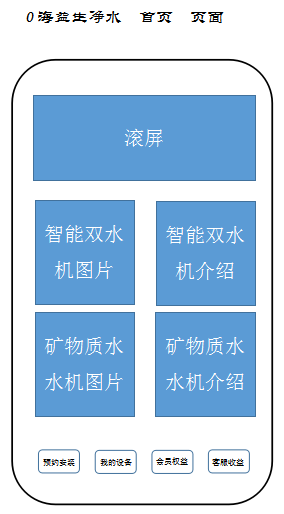 0海益生净水 首页 页面
滚屏
智能双水
机图片
智能双水
机介绍
矿物质水
水机图片
矿物质水
水机介绍
预约安装
我的设备
会员权益
客服收益